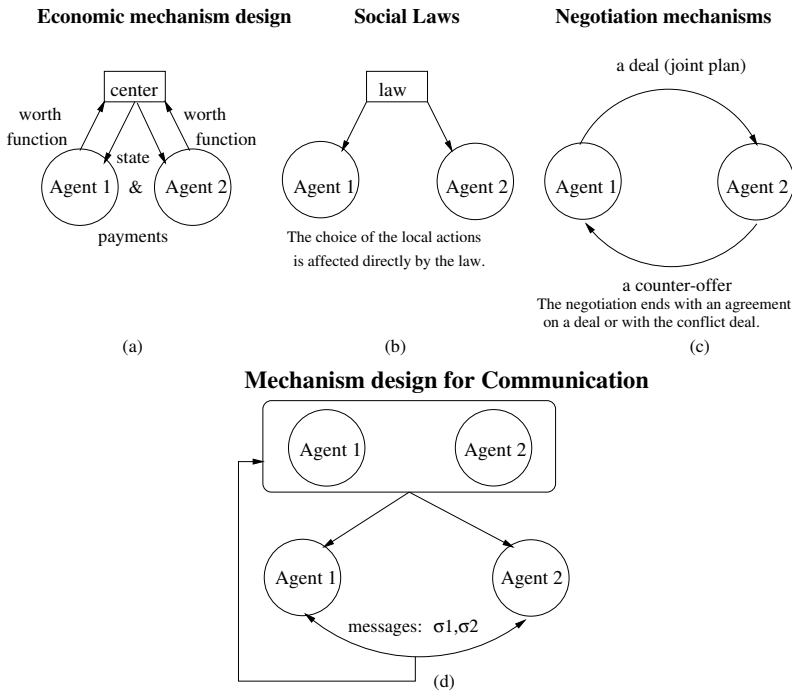 Economic mechanism design
center
worth function
worth function
state
Agent 1 & Agent 2
payments
(a)
Social Laws
law
Agent 1
Agent 2
The choice of the local actions
is affected directly by the law.
(b)
Negotiation mechanisms
a deal (joint plan)
Agent 1
Agent 2
a counter-offer
The negotiation ends with an agreement
on a deal or with the conflict deal.
(c)
Mechanism design for Communication
Agent 1
Agent 2
Agent 1
Agent 2
messages: σ1,σ2
(d)